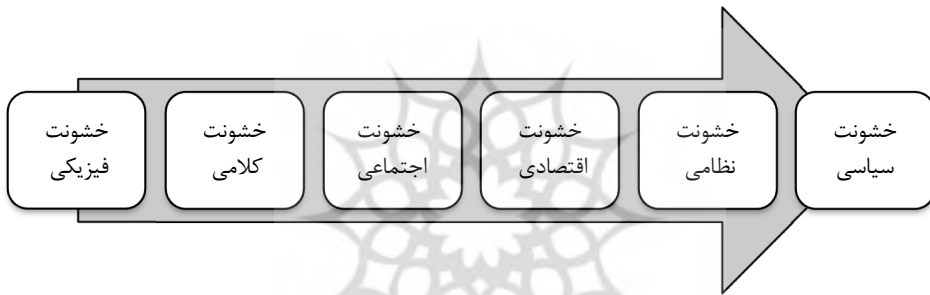 خشونت
فیزیکی
خشونت
کلامی
خشونت
اجتماعی
خشونت
اقتصادی
خشونت
نظامی
خشونت
سیاسی